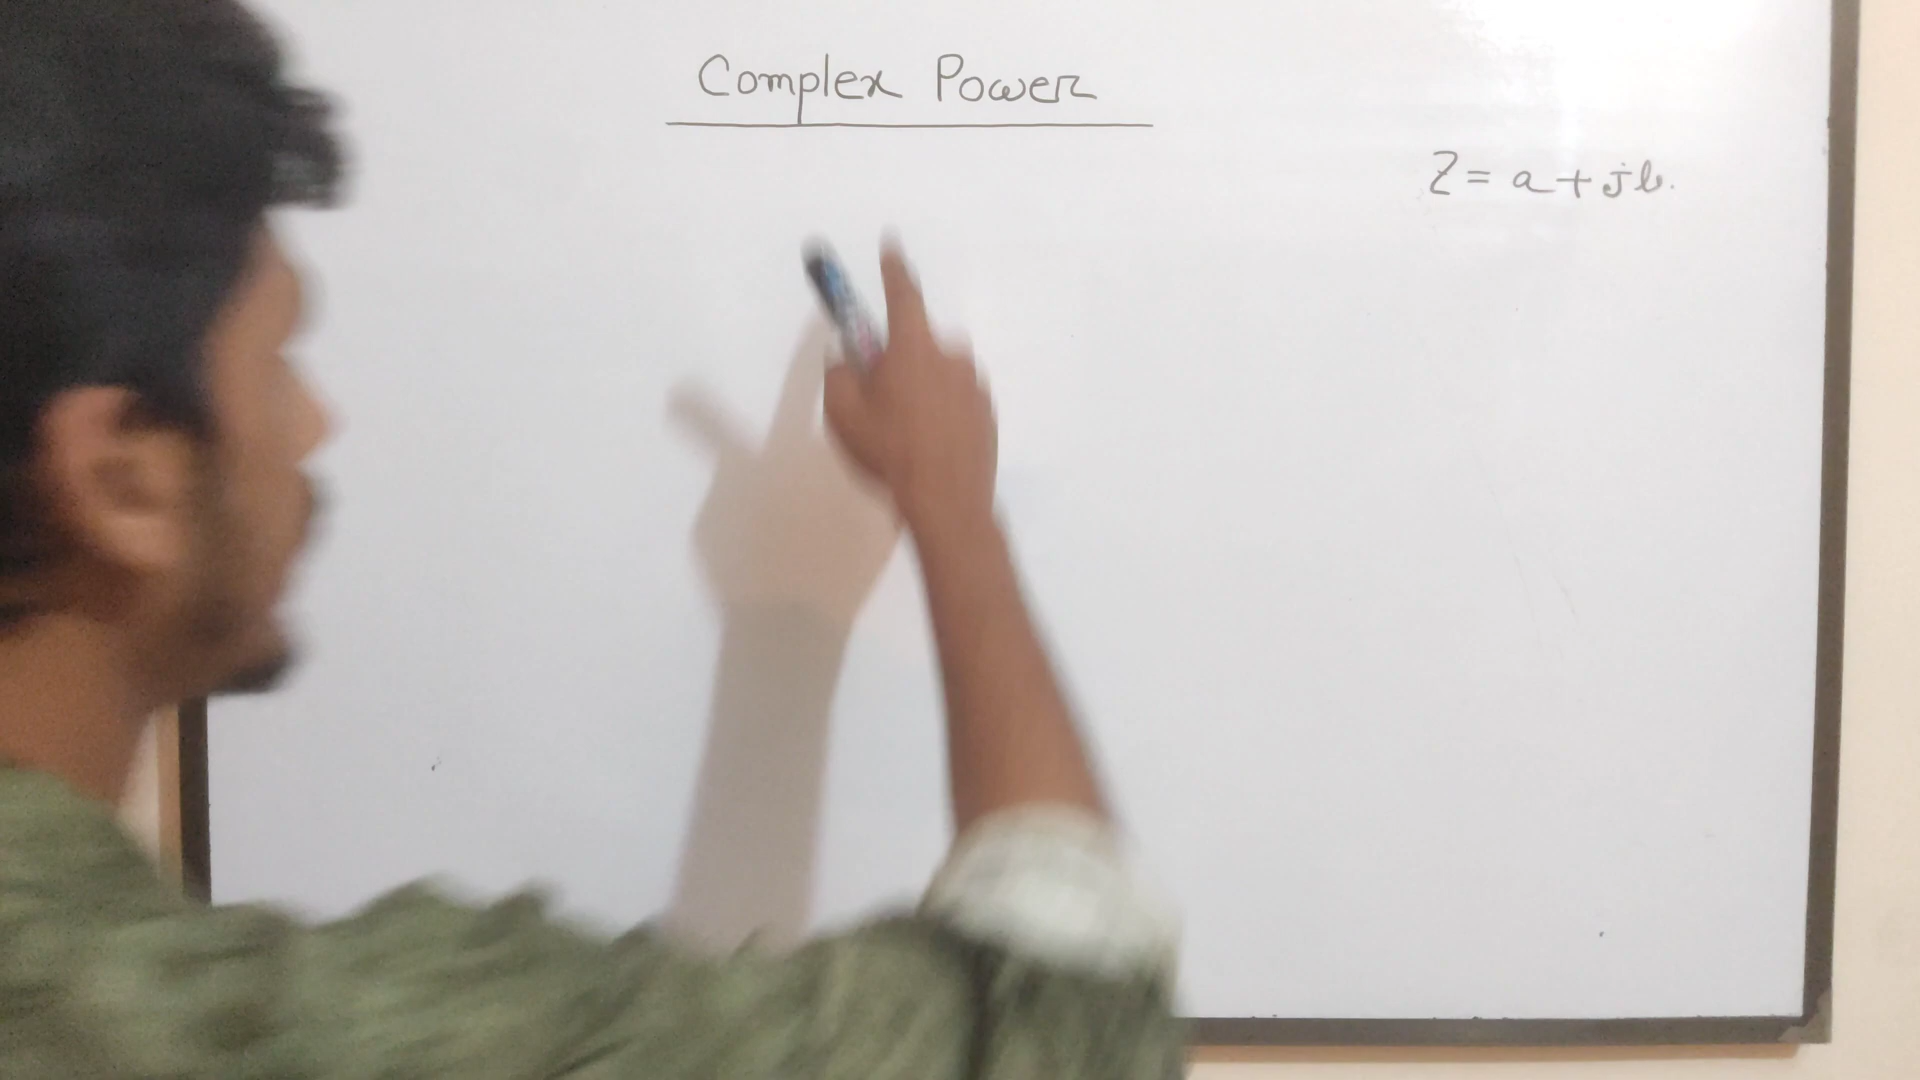 Complex Power
Z = a + jb.